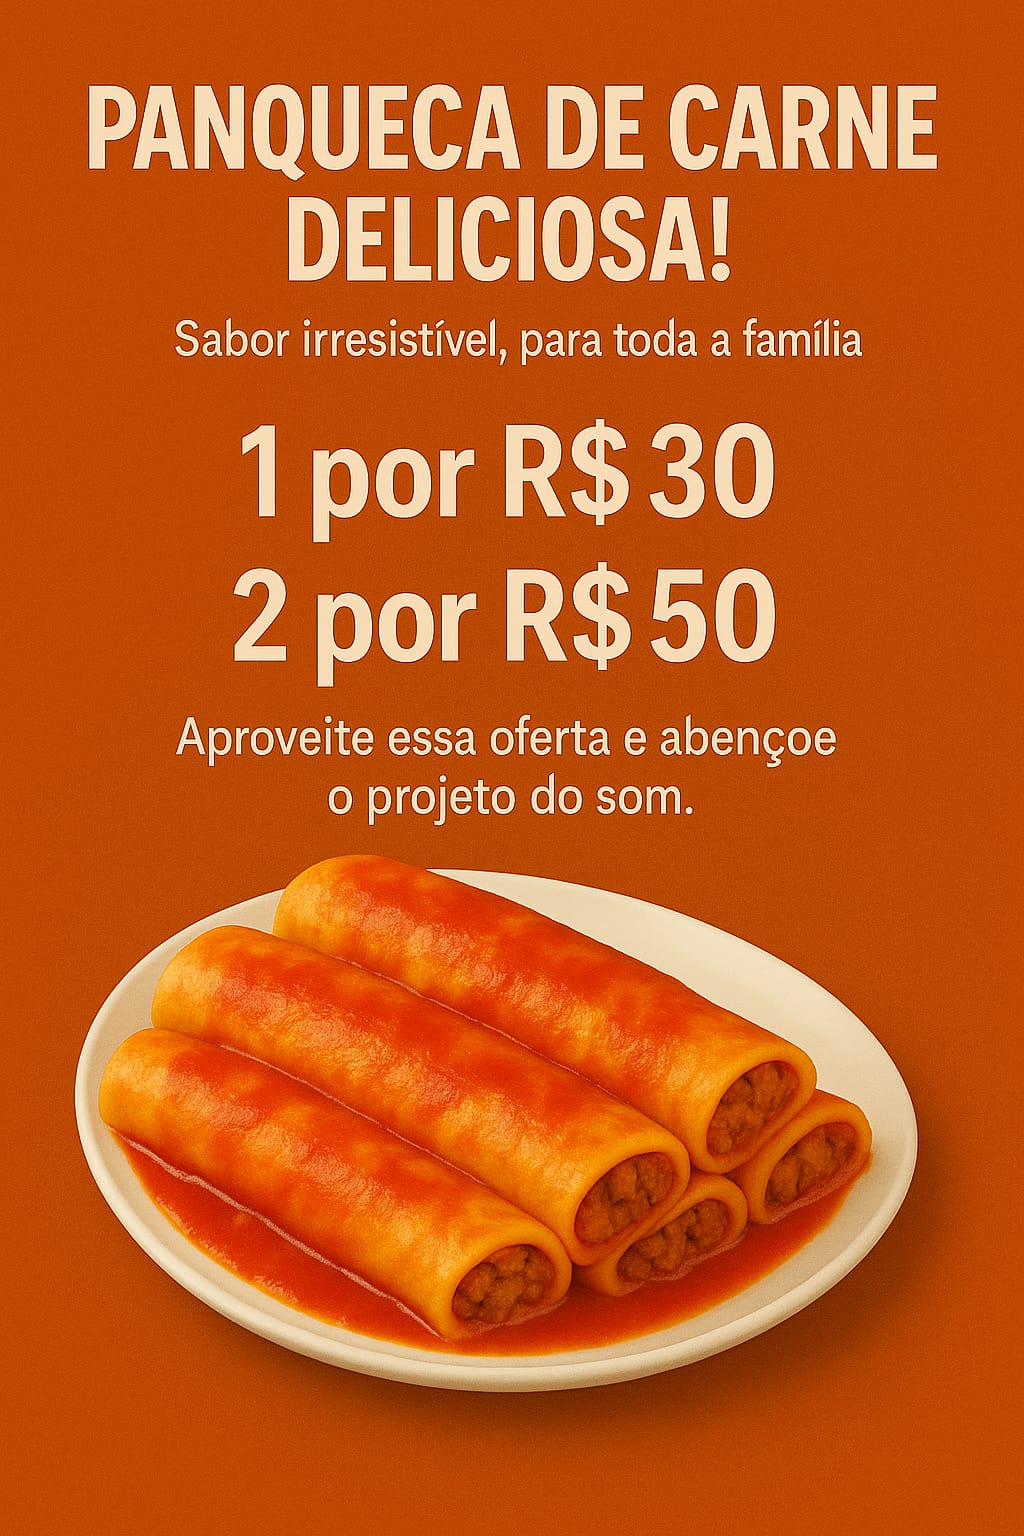 PANQUECA DE CARNE
DELICIOSA!
Sabor irresistível, para toda a família
1 por R$ 30
2 por R$ 50
Aproveite essa oferta e abençoe
o projeto do som.